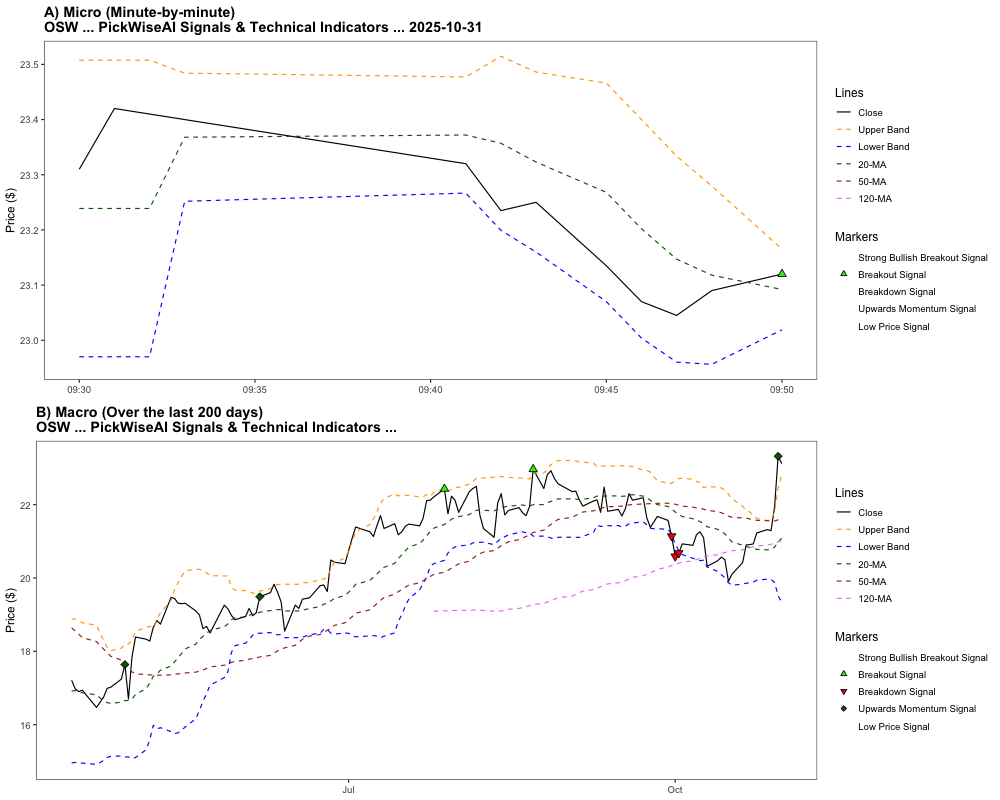 A) Micro (Minute-by-minute)
OSW ... PickWiseAI Signals & Technical Indicators ... 2025-10-31
Price ($)
23.5
23.4
23.3
23.2
23.1
23.0
09:30
09:35
09:40
09:45
09:50
Lines
Close
Upper Band
Lower Band
20-MA
50-MA
120-MA
Markers
Strong Bullish Breakout Signal
Breakout Signal
Breakdown Signal
Upwards Momentum Signal
Low Price Signal
B) Macro (Over the last 200 days)
OSW ... PickWiseAI Signals & Technical Indicators ...
Price ($)
22
20
18
16
Jul
Oct
Lines
Close
Upper Band
Lower Band
20-MA
50-MA
120-MA
Markers
Strong Bullish Breakout Signal
Breakout Signal
Breakdown Signal
Upwards Momentum Signal
Low Price Signal